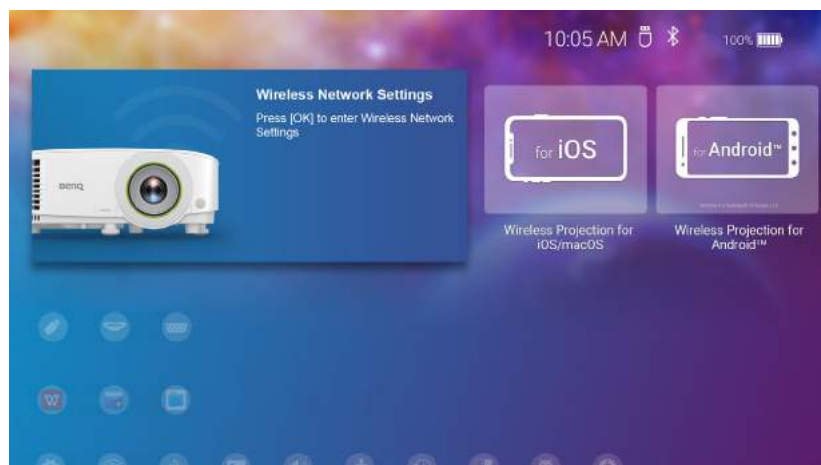 10:05 AM
100%
Wireless Network Settings
Press [OK] to enter Wireless Network
Settings
BenQ
for iOS
for Android™
Wireless Projection for
iOS/macOS
Wireless Projection for
Android™
W